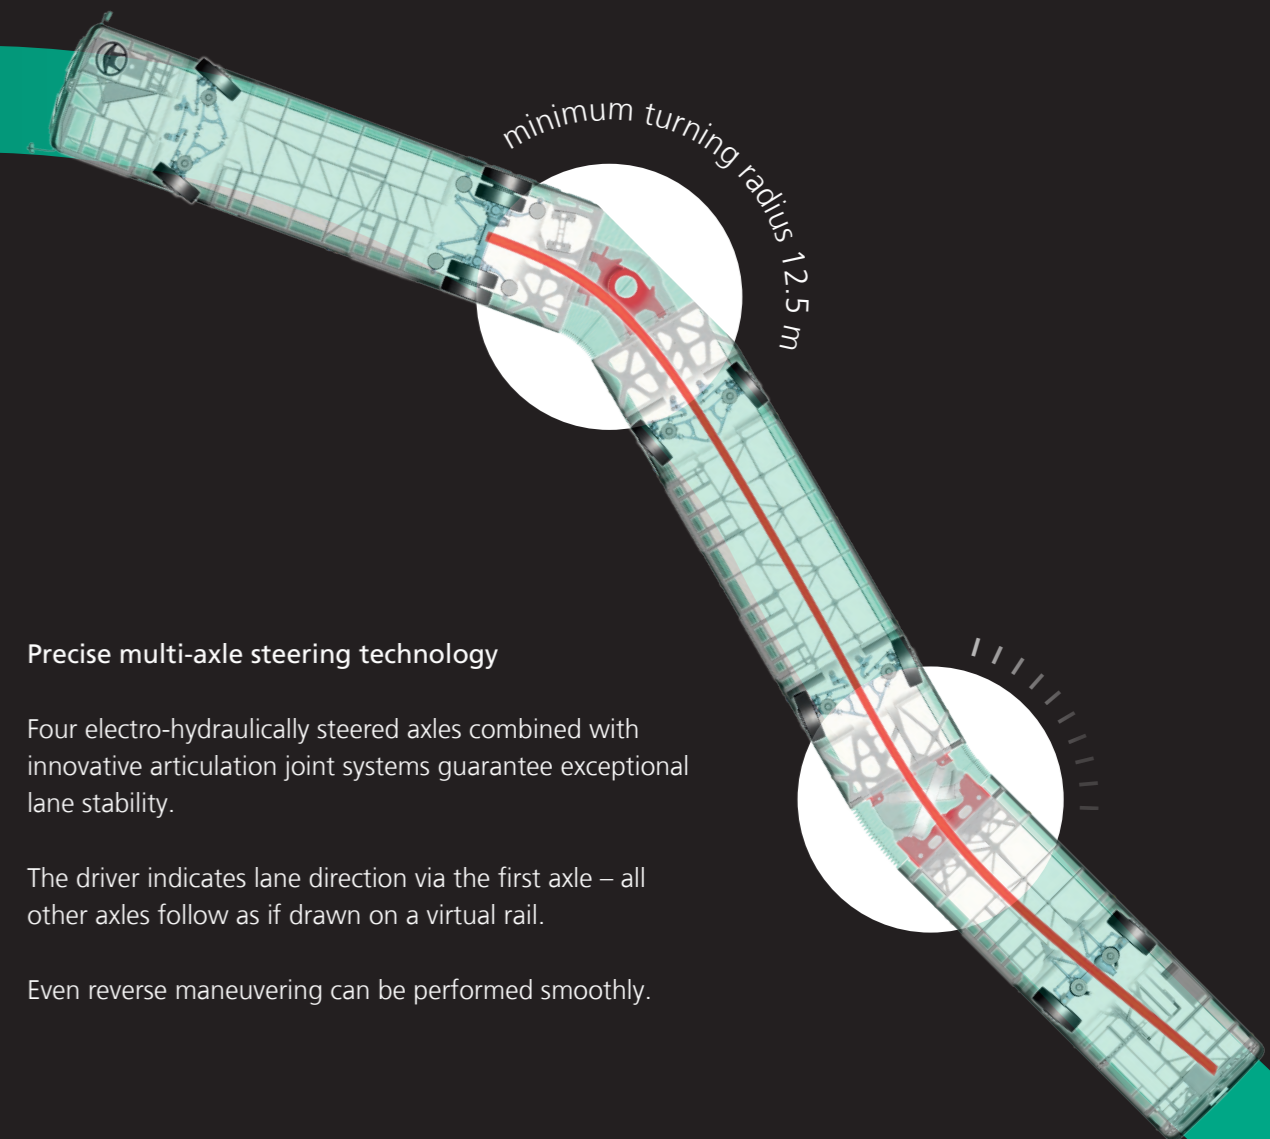 minimum turning radius 12.5 m
Precise multi-axle steering technology
Four electro-hydraulically steered axles combined with
innovative articulation joint systems guarantee exceptional
lane stability.
The driver indicates lane direction via the first axle – all
other axles follow as if drawn on a virtual rail.
Even reverse maneuvering can be performed smoothly.